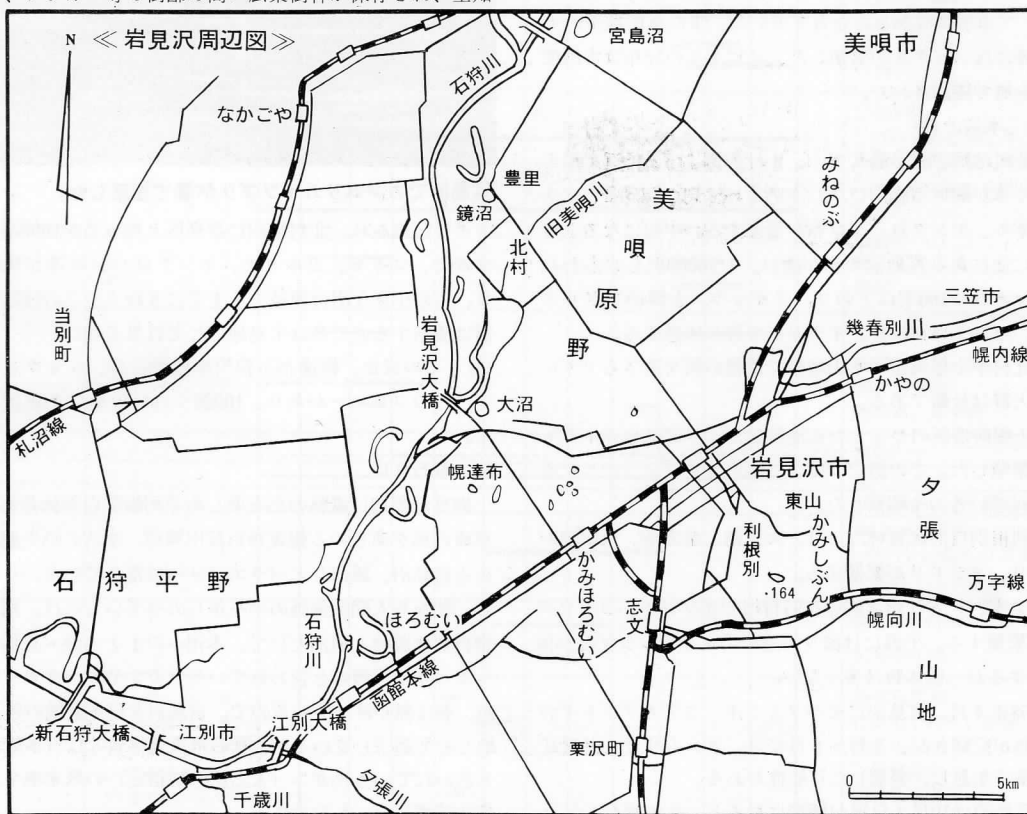 N
≪ 岩見沢周辺図≫
宮島沼
美唄市
石狩川
なかごや
みねのぶ
豊里
鏡沼
旧美唄川
北村
美唄原野
三笠市
幾春別川
幌内線
かやの
当別町
岩見沢大橋
大沼
札沼線
幌達布
岩見沢市
東山
夕張山地
利根別
かみしぶん
・164
石狩平野
かみほろむい
志文
万字線
幌向川
ほろむい
石狩川
函館本線
江別大橋
新石狩大橋
江別市
栗沢町
千歳川
夕張川
0 5km